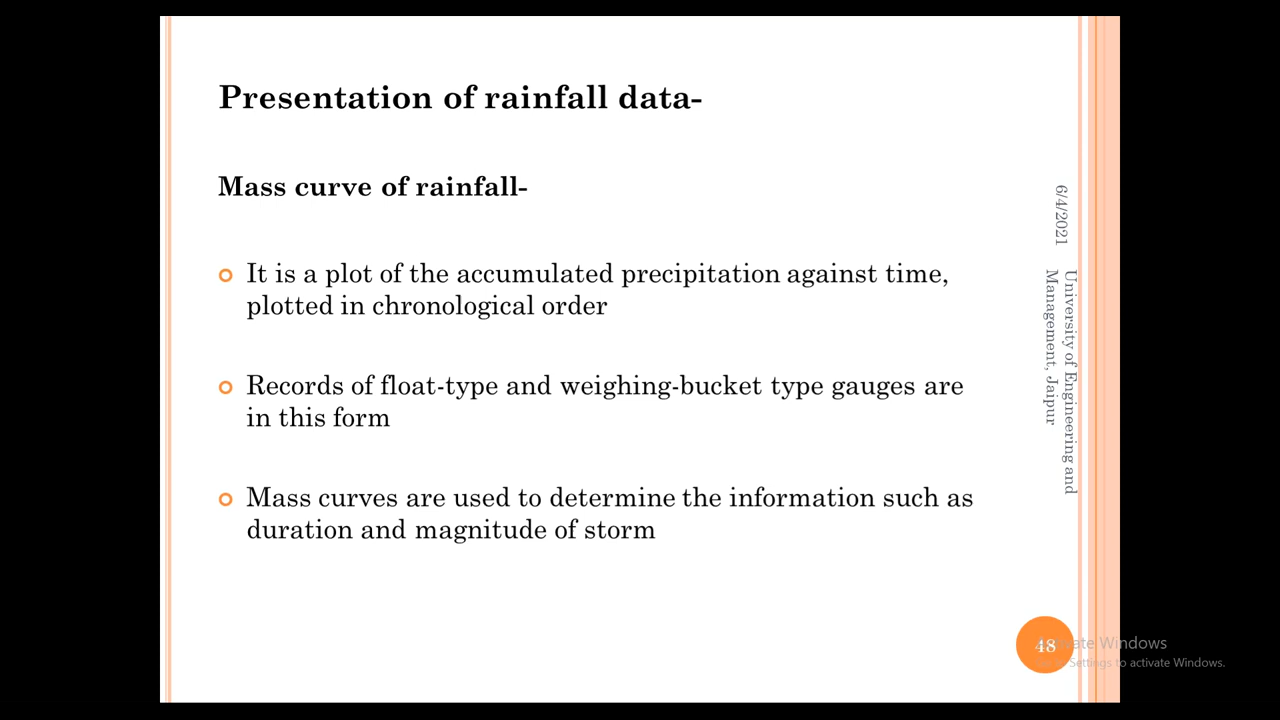 Presentation of rainfall data-
Mass curve of rainfall-
It is a plot of the accumulated precipitation against time,
plotted in chronological order
Records of float-type and weighing-bucket type gauges are
in this form
Mass curves are used to determine the information such as
duration and magnitude of storm
6/4/2021
University of Engineering and
Management, Jaipur
48
Windows
Settings to activate Windows.